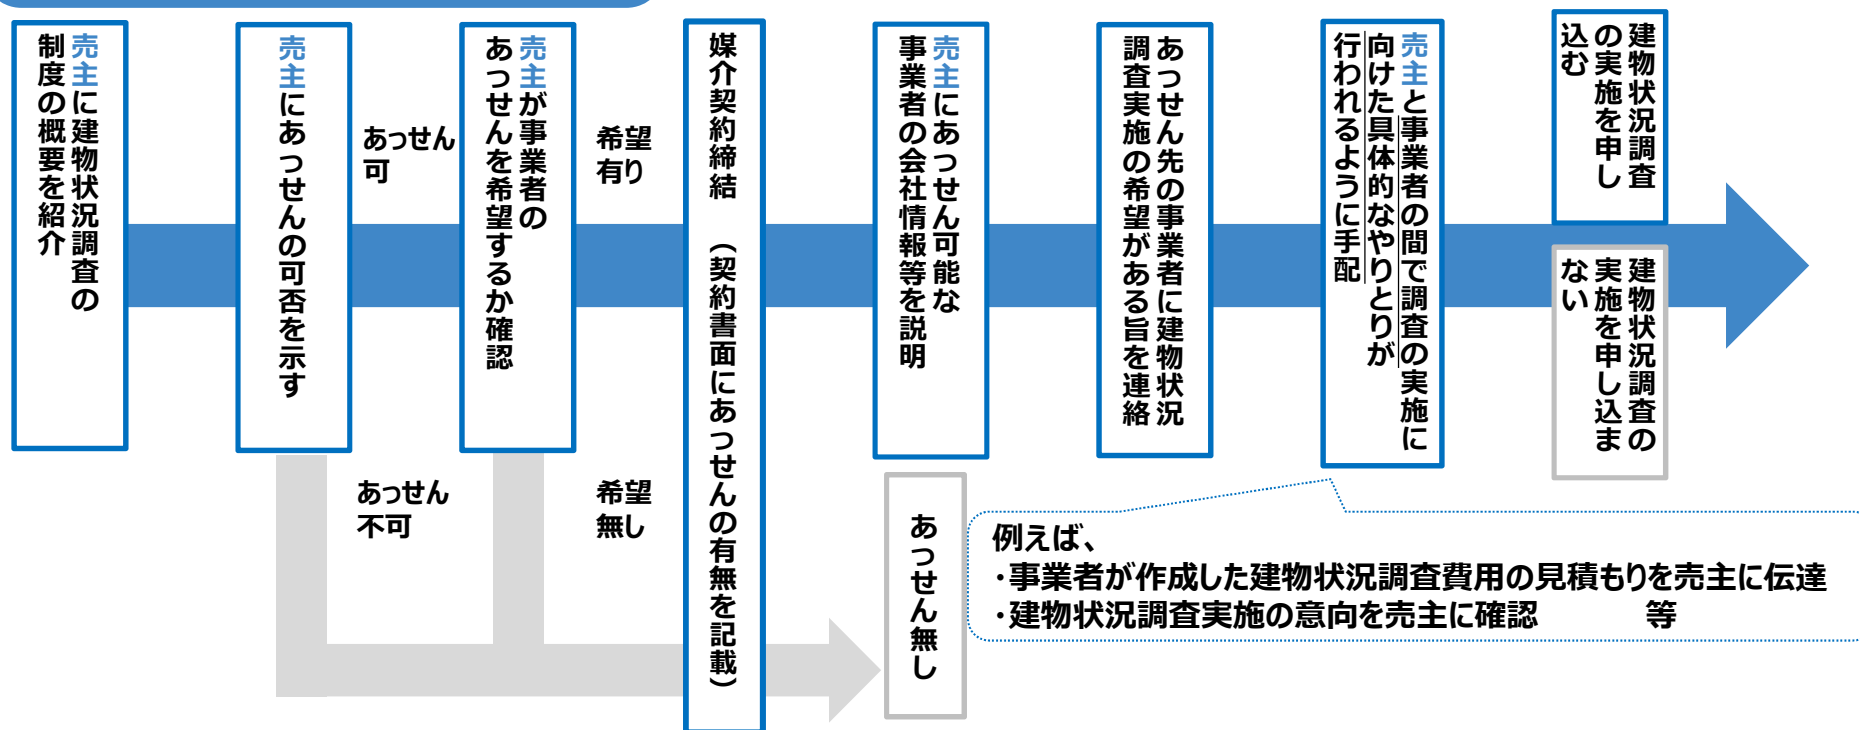 売主に建物状況調査の
制度の概要を紹介
売主にあっせんの可否を示す
あっせん
可
あっせん
不可
売主が事業者の
あっせんを希望するか確認
希望
有り
希望
無し
媒介契約締結　（契約書面にあっせんの有無を記載）
売主にあっせん可能な
事業者の会社情報等を説明
あっせん無し
あっせん先の事業者に建物状況
調査実施の希望がある旨を連絡
売主と事業者の間で調査の実施に
向けた具体的なやりとりが
行われるように手配
例えば、
・事業者が作成した建物状況調査費用の見積もりを売主に伝達
・建物状況調査実施の意向を売主に確認　　　　等
建物状況調査
の実施を申し
込む
建物状況調査の
実施を申し込ま
ない